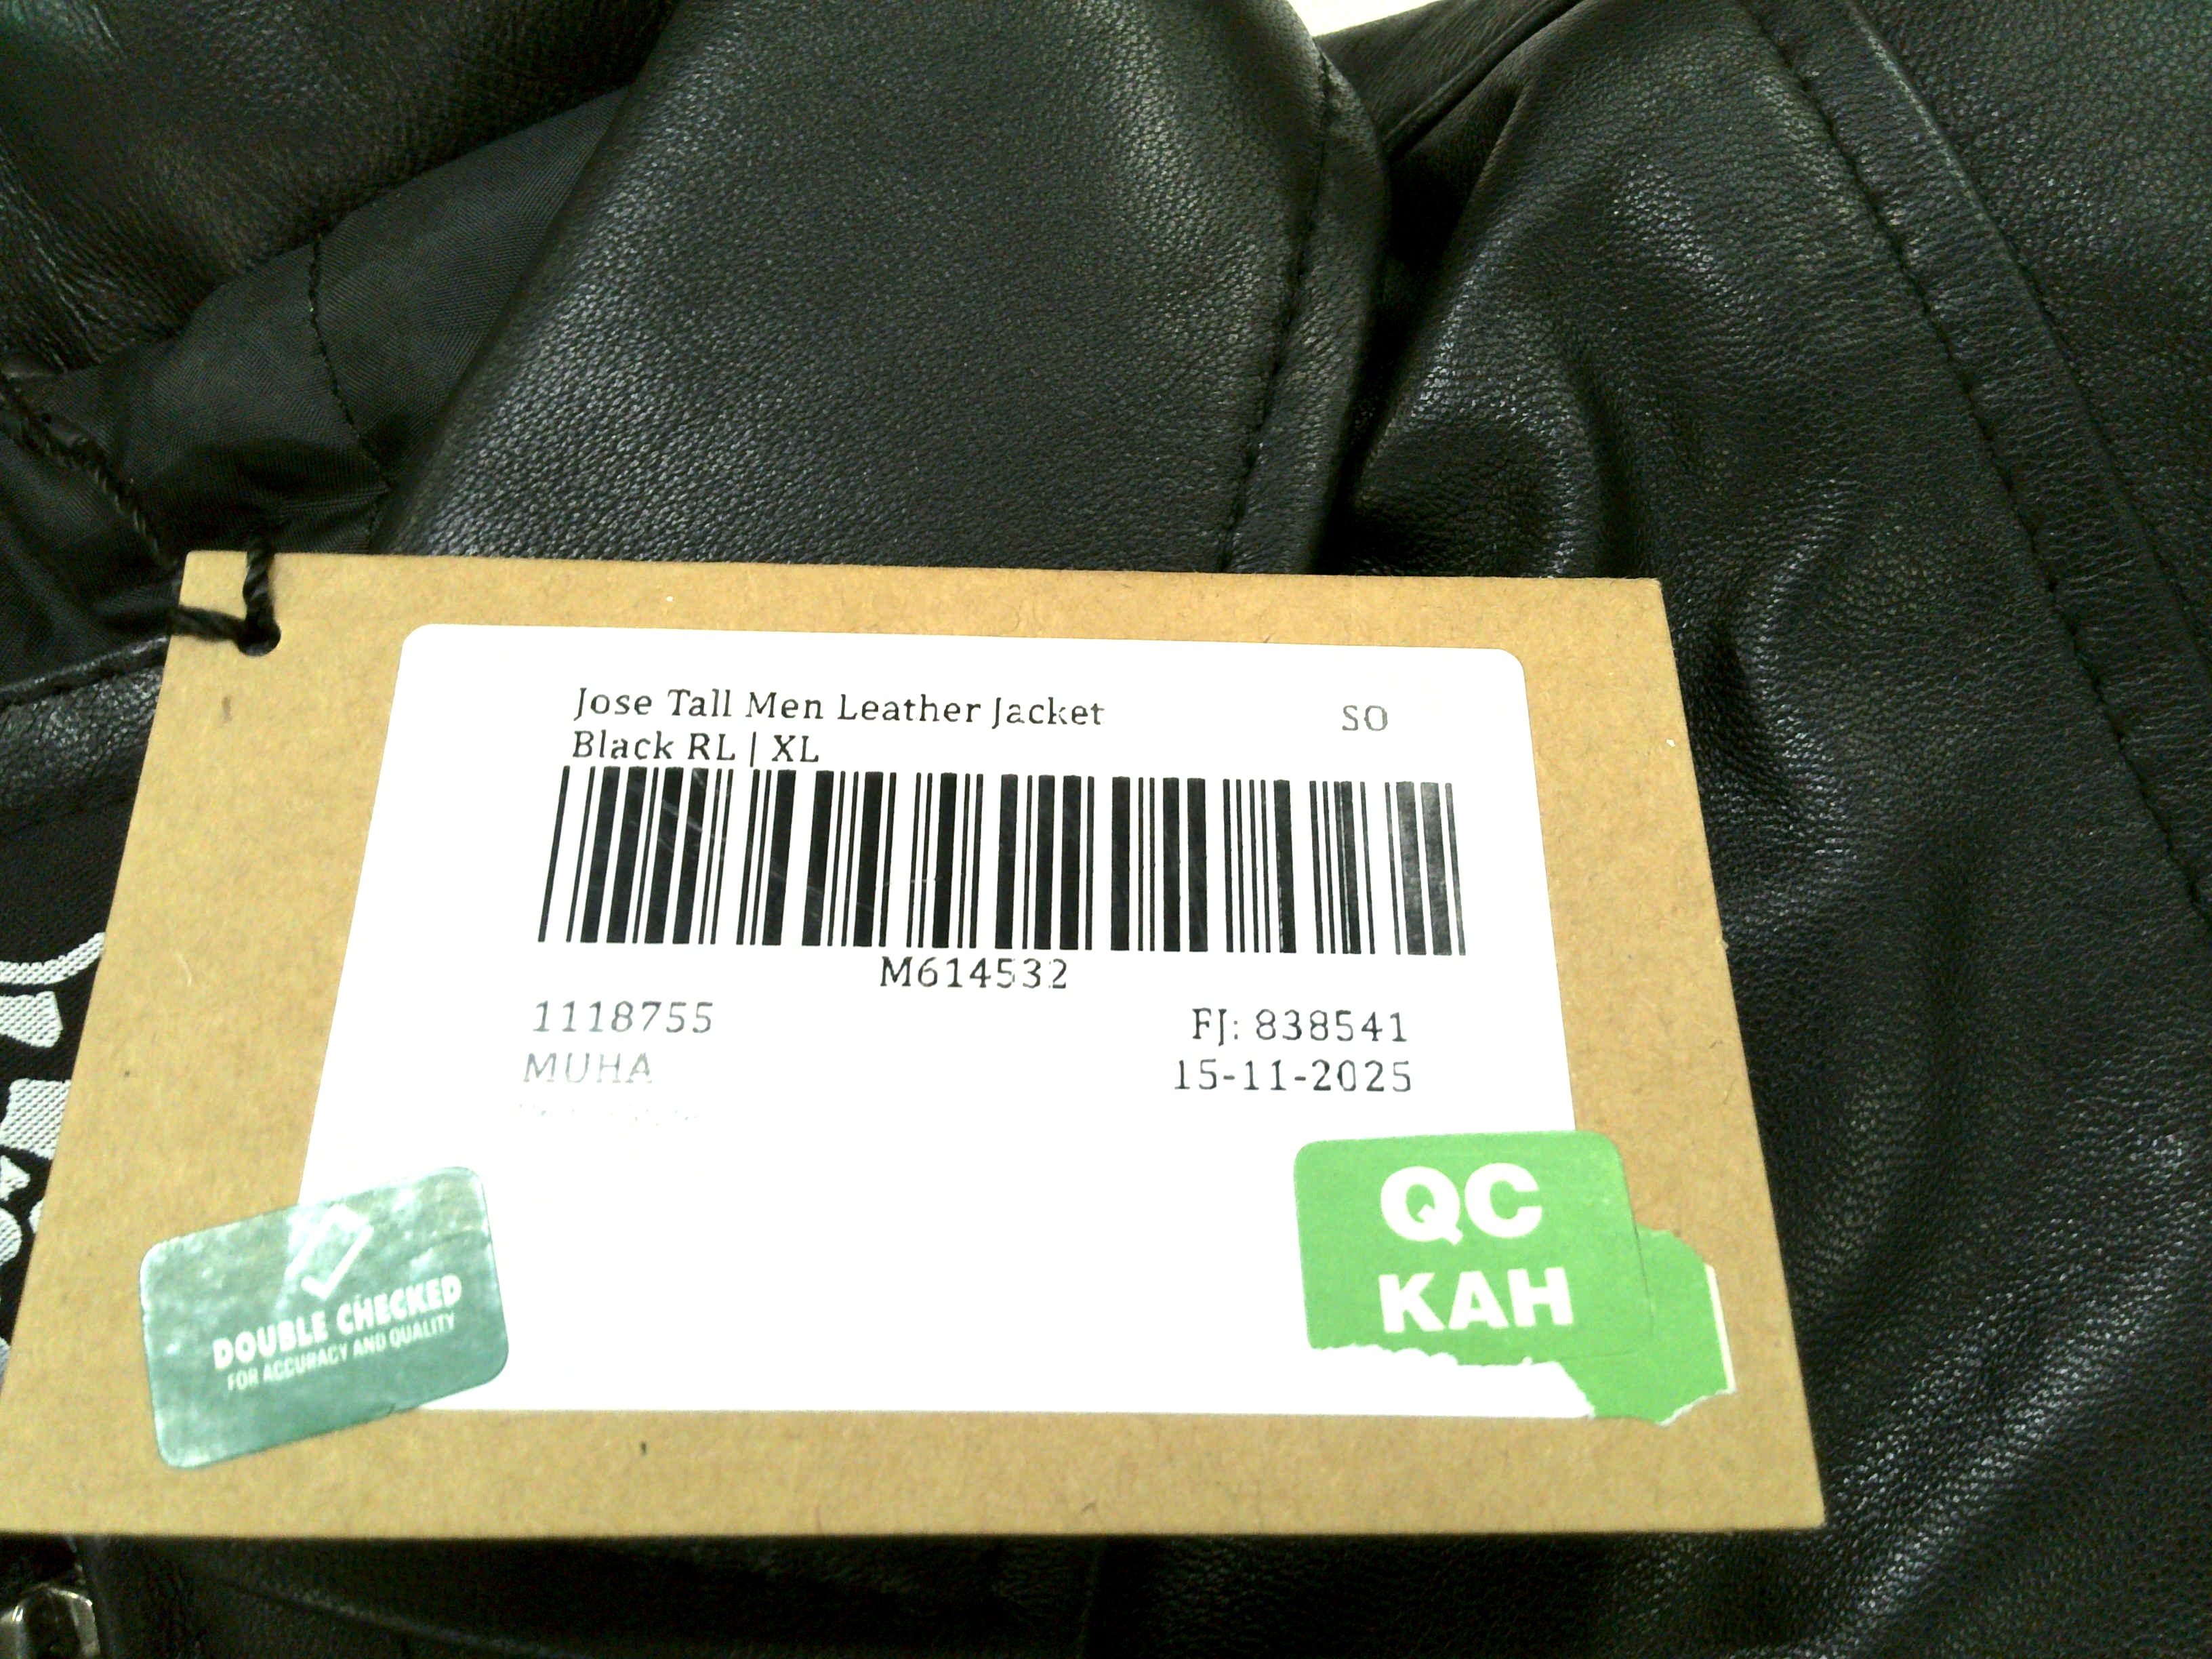 Jose Tall Men Leather Jacket SO
Black RL | XL
M614532
1118755 FJ: 838541
MUHA 15-11-2025
QC
KAH
DOUBLE CHECKED
FOR ACCURACY AND QUALITY